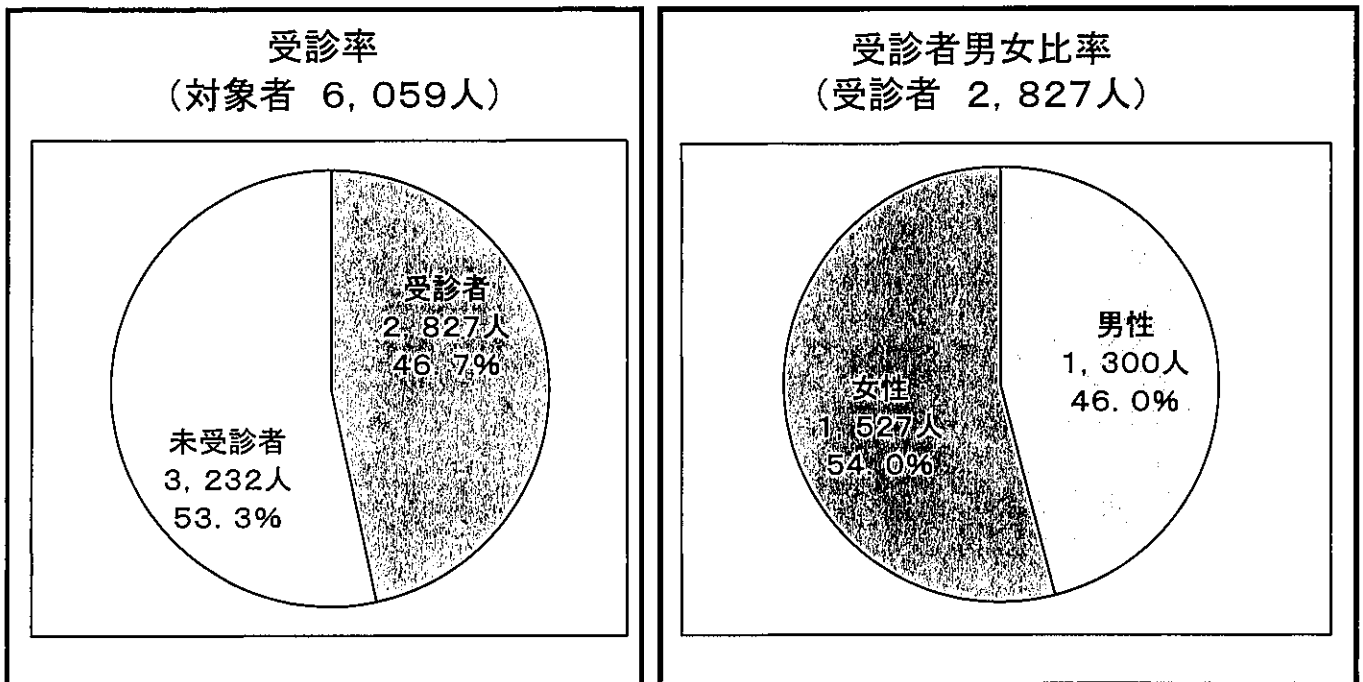 受診率
（対象者 6，059人）
受診者
2，827人
46．7%
未受診者
3，232人
53．3%
受診者男女比率
（受診者 2，827人）
男性
1，300人
46．0%
女性
1，527人
54．0%